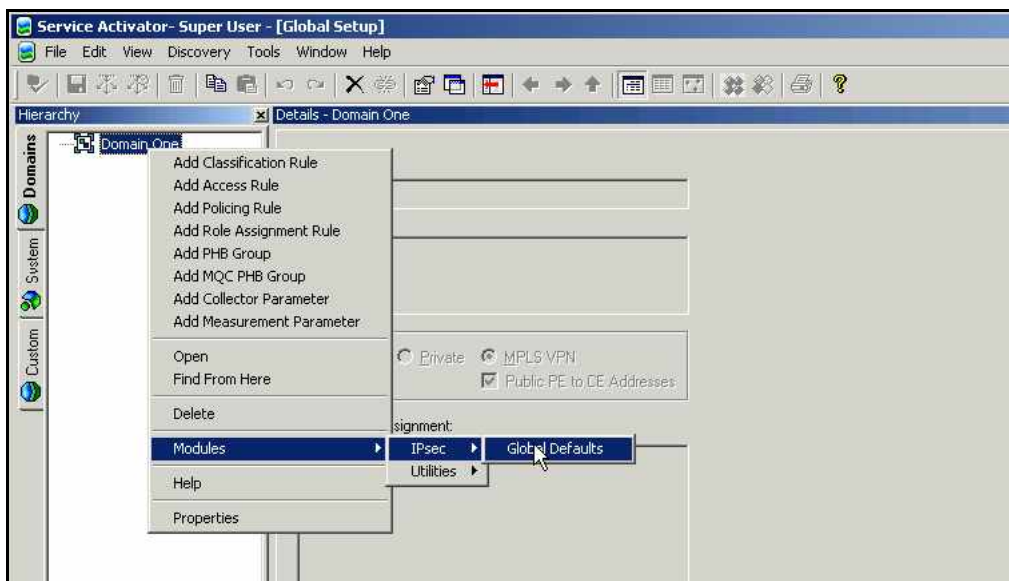 Service Activator- Super User - [Global Setup]
File Edit View Discovery Tools Window Help
Hierarchy
Details - Domain One
Domains
System
Custom
Domain One
Add Classification Rule
Add Access Rule
Add Policing Rule
Add Role Assignment Rule
Add PHB Group
Add MQC PHB Group
Add Collector Parameter
Add Measurement Parameter
Open
Find From Here
Delete
Modules
Help
Properties
Private MPLS VPN
Public PE to CE Addresses
signment:
IPsec
Utilities
Global Defaults